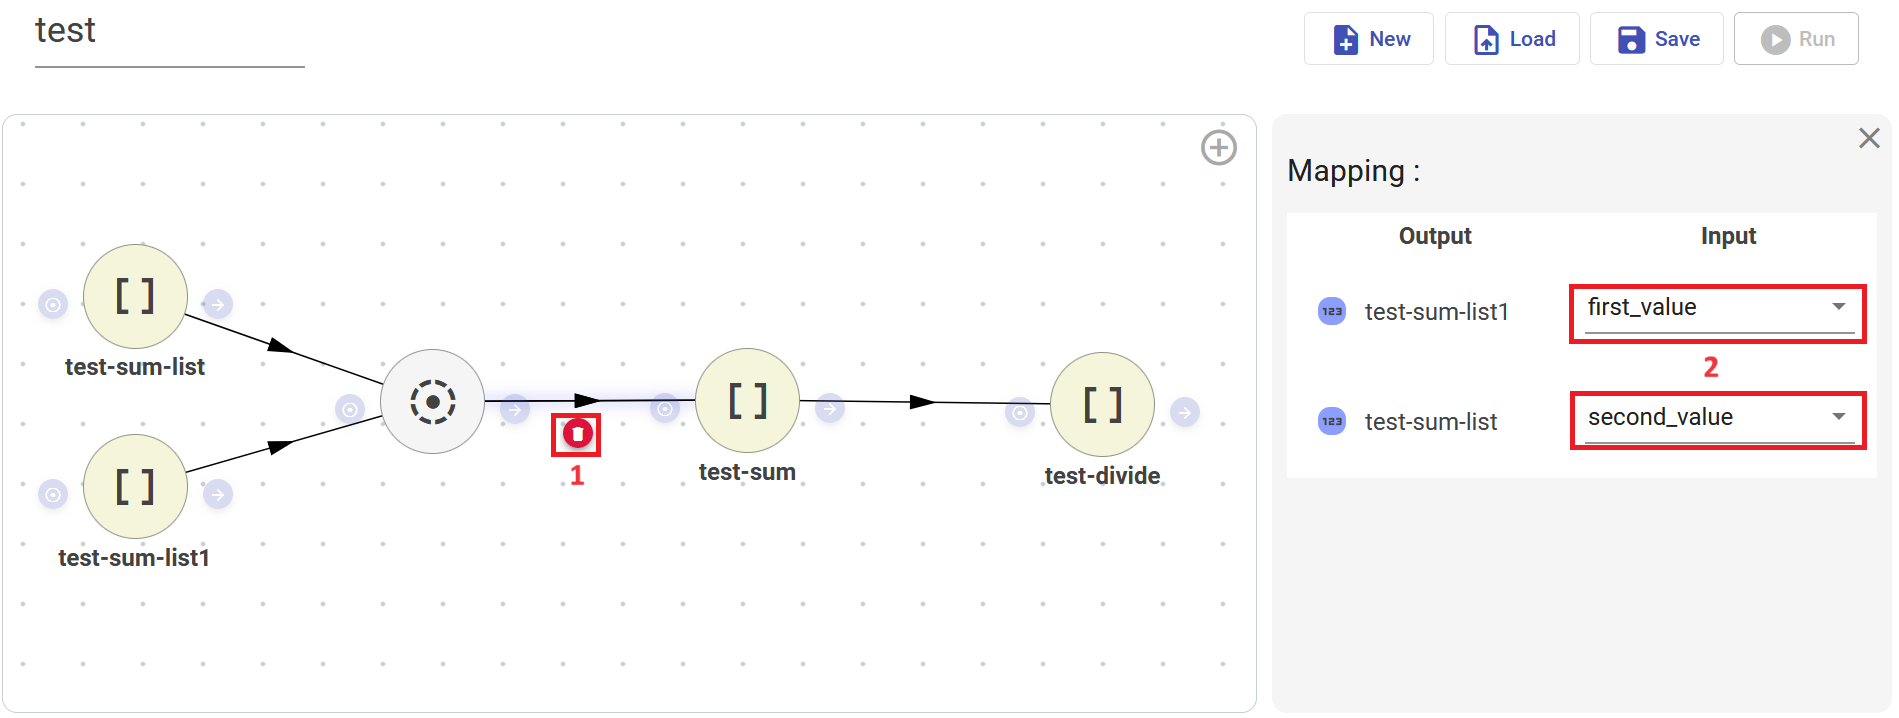 test
New
Load
Save
Run
[ ]
test-sum-list
[ ]
test-sum-list1
1
[ ]
test-sum
[ ]
test-divide
Mapping :
Output Input
123 test-sum-list1 first_value
2
123 test-sum-list second_value